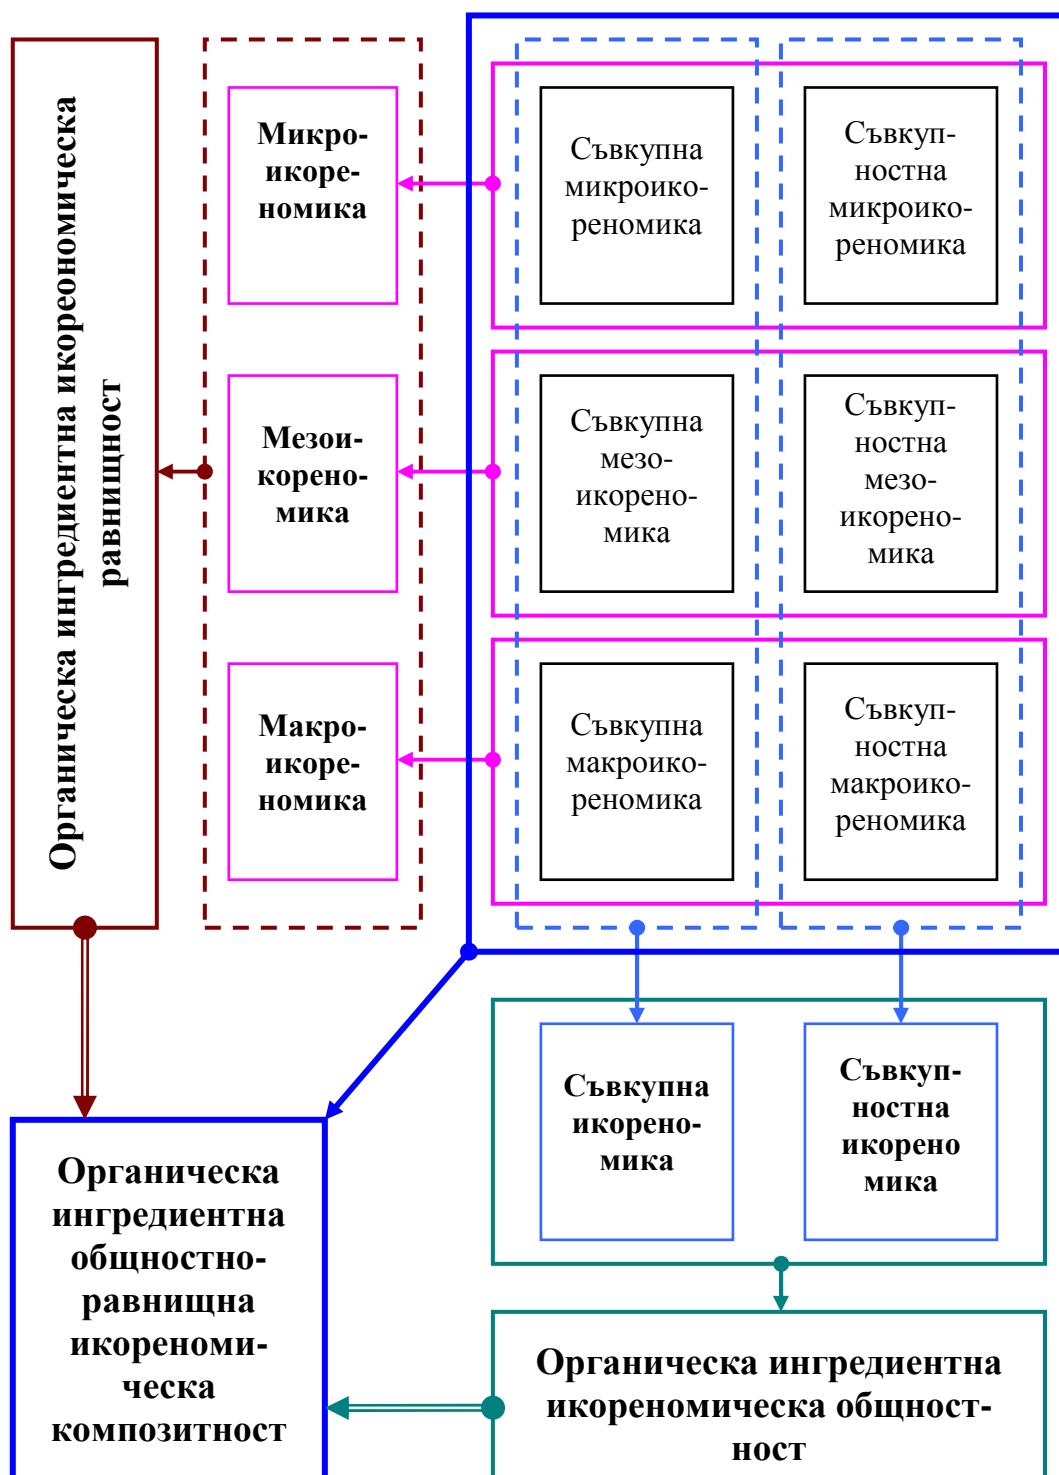 Органическа ингредиентна икореономическа
равнищност
Микро-
икоре-
номика
Съвкупна
микроико-
реномика
Съвкуп-
ностна
микроико-
реномика
Мезои-
корено-
мика
Съвкупна
мезо-
икорено-
мика
Съвкуп-
ностна
мезо-
икорено-
мика
Макро-
икоре-
номика
Съвкупна
макроико-
реномика
Съвкуп-
ностна
макроико-
реномика
Съвкупна
икорено-
мика
Съвкуп-
ностна
икорено
мика
Органическа
ингредиентна
общностно-
равнищна
икореноми-
ческа
композитност
Органическа ингредиентна
икореномическа общност-
ност